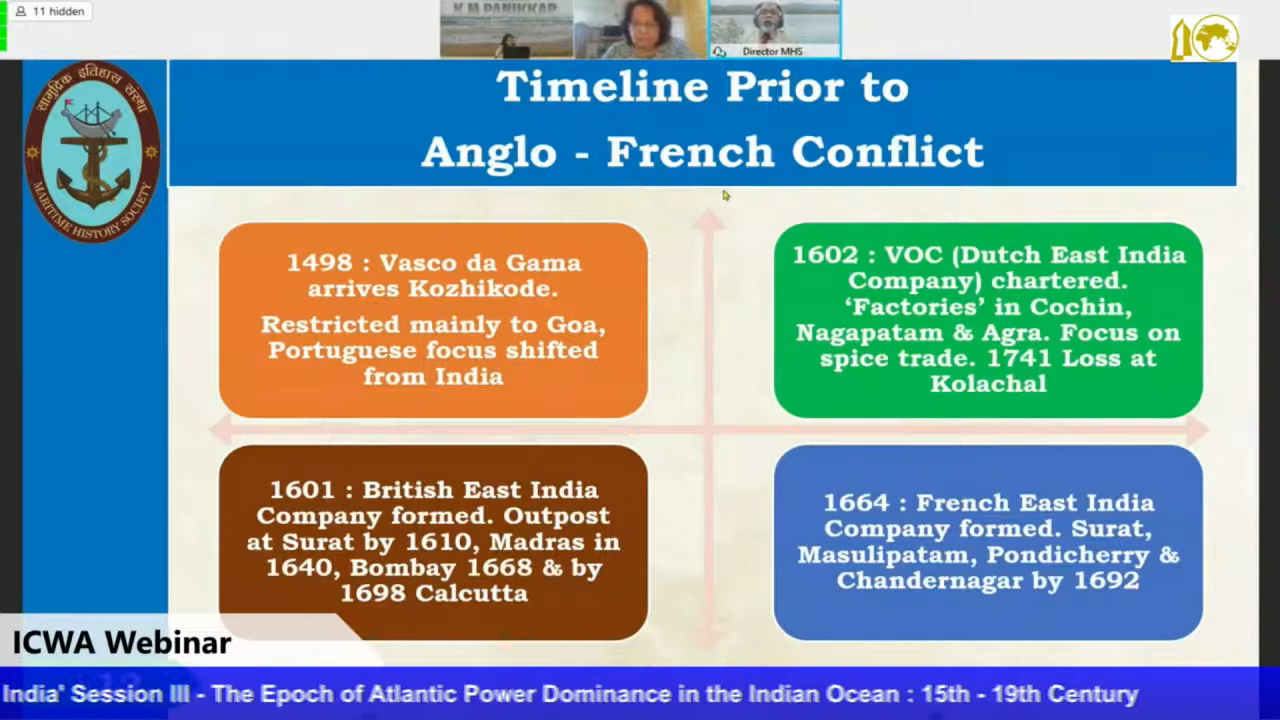 11 hidden
K M PANIKKAR
Director MHS
10
सामुद्रिक इतिहास संस्था
MARITIME HISTORY SOCIETY
Timeline Prior to
Anglo - French Conflict
1498 : Vasco da Gama
arrives Kozhikode.
Restricted mainly to Goa,
Portuguese focus shifted
from India
1602 : VOC (Dutch East India
Company) chartered.
‘Factories’ in Cochin,
Nagapatam & Agra. Focus on
spice trade. 1741 Loss at
Kolachal
1601 : British East India
Company formed. Outpost
at Surat by 1610, Madras in
1640, Bombay 1668 & by
1698 Calcutta
1664 : French East India
Company formed. Surat,
Masulipatam, Pondicherry &
Chandernagar by 1692
ICWA Webinar
India' Session III - The Epoch of Atlantic Power Dominance in the Indian Ocean : 15th - 19th Century